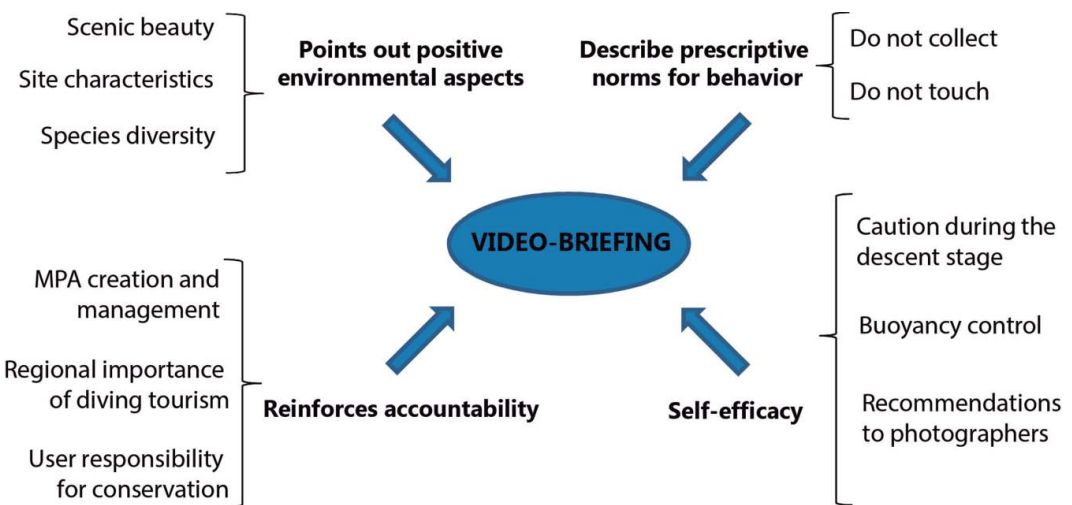 Scenic beauty
Site characteristics
Species diversity
Points out positive
environmental aspects
Describe prescriptive
norms for behavior
Do not collect
Do not touch
VIDEO-BRIEFING
MPA creation and
management
Regional importance
of diving tourism
User responsibility
for conservation
Reinforces accountability
Self-efficacy
Caution during the
descent stage
Buoyancy control
Recommendations
to photographers